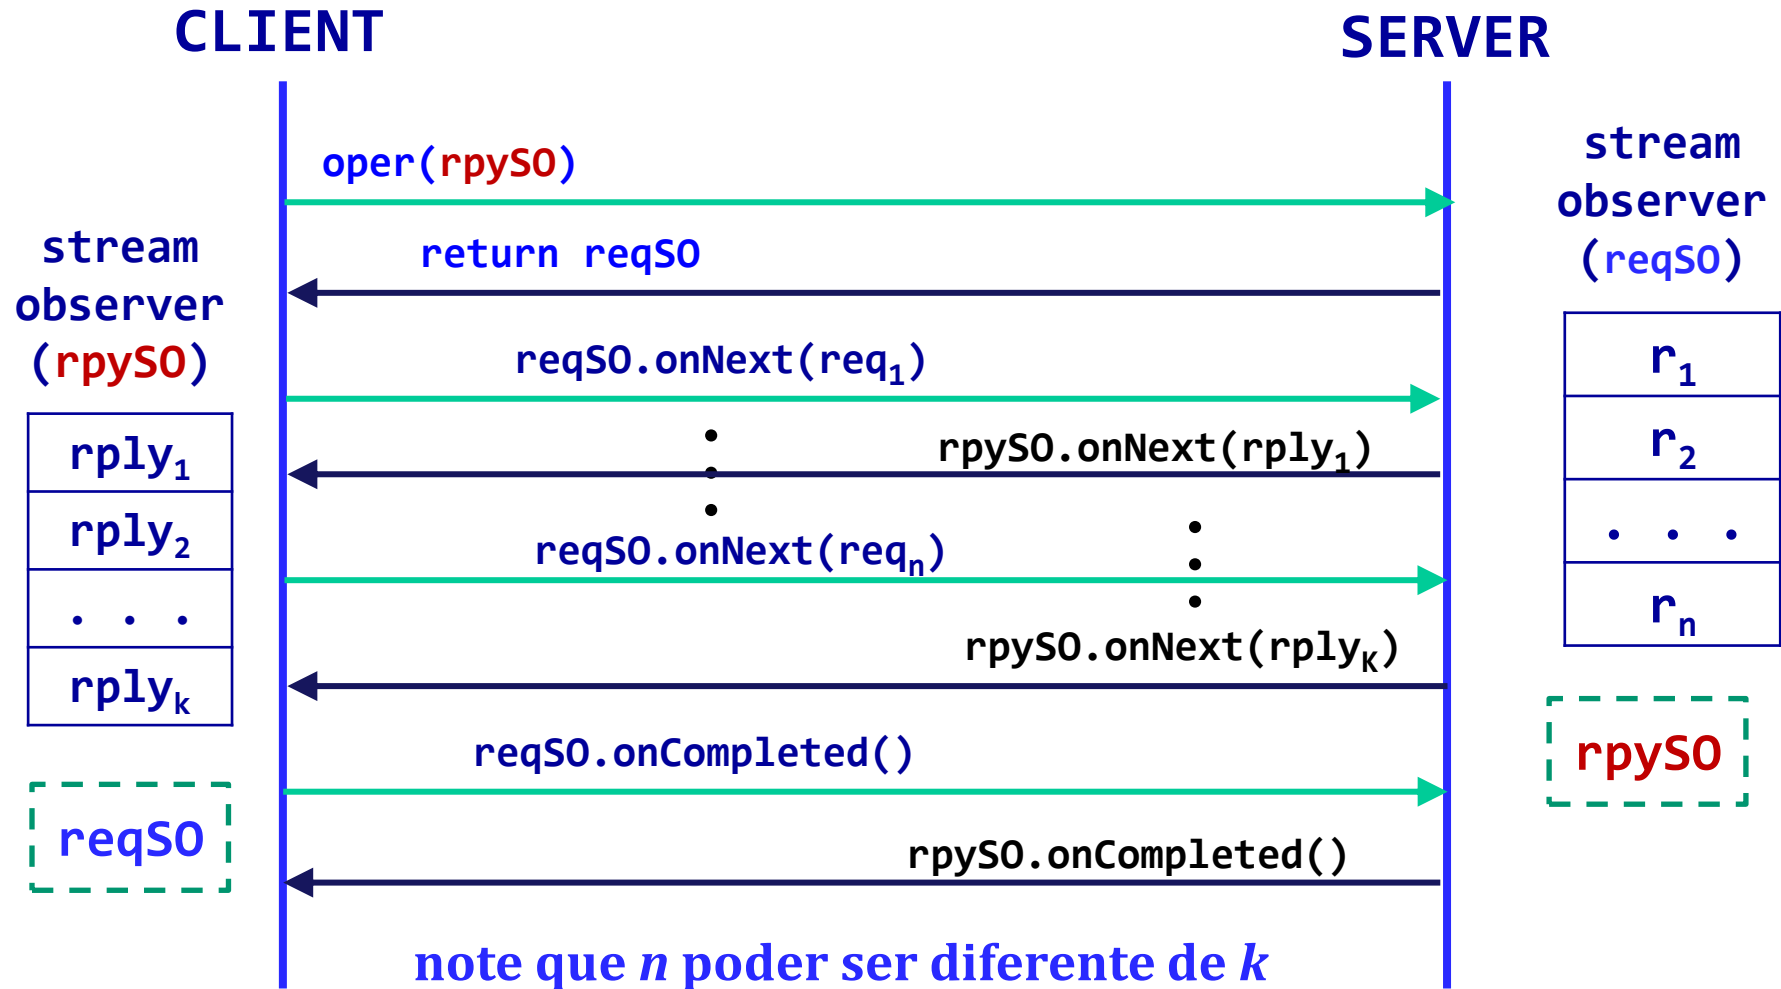 CLIENT
SERVER
stream
observer
(rpySO)
rply1
rply2
. . .
rplyk
reqSO
oper(rpySO)
return reqSO
reqSO.onNext(req1)
rpySO.onNext(rply1)
reqSO.onNext(reqn)
rpySO.onNext(rplyK)
reqSO.onCompleted()
rpySO.onCompleted()
note que n poder ser diferente de k
stream
observer
(reqSO)
r1
r2
. . .
rn
rpySO